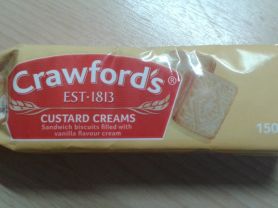 Crawford's®
EST·1813
CUSTARD CREAMS
Sandwich biscuits filled with
vanilla flavour cream
150